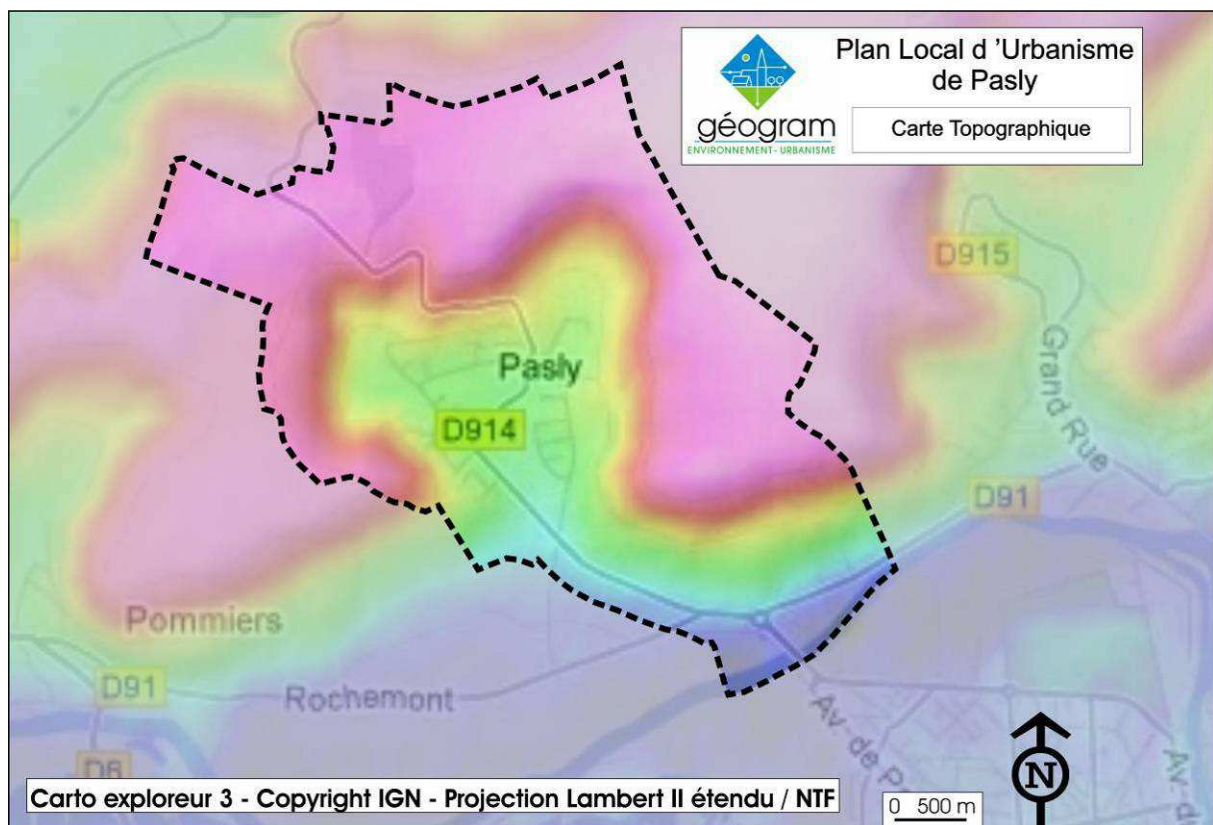 Plan Local d 'Urbanisme
de Pasly
Carte Topographique
géogram
ENVIRONNEMENT - URBANISME
D915
Grand Rue
Pasly
D914
D91
Pommiers
D91
Rochemont
Av. de
D6
Av.
N
Carto exploreur 3 - Copyright IGN - Projection Lambert II étendu / NTF
0 500 m